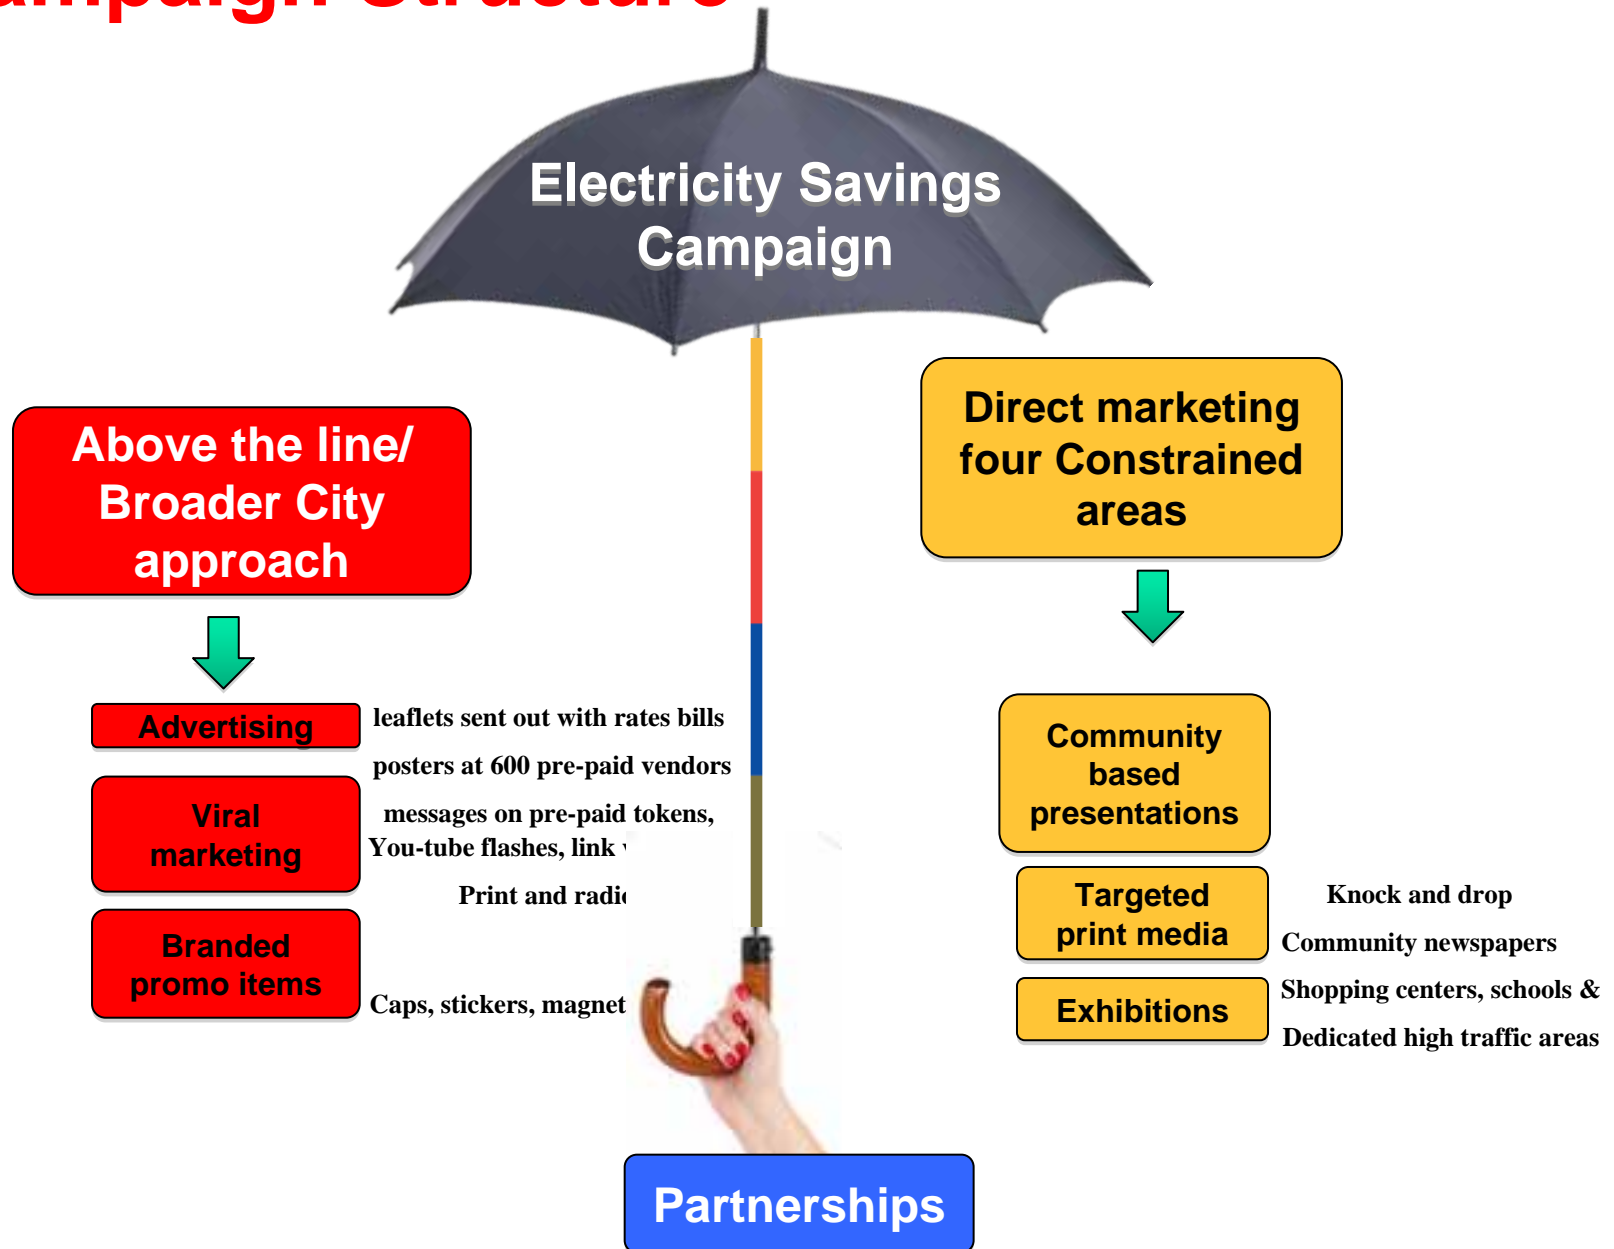 Structure
Electricity Savings
Campaign
Above the line/
Broader City
approach
Advertising
Viral
marketing
Branded
promo items
leaflets sent out with rates bills
posters at 600 pre-paid vendors
messages on pre-paid tokens,
You-tube flashes, link
Print and
Caps, stickers,
Direct marketing
four Constrained
areas
Community
based
presentations
Targeted
print media
Exhibitions
Knock and drop
Community newspapers
Shopping centers, schools &
Dedicated high traffic areas
Partnerships